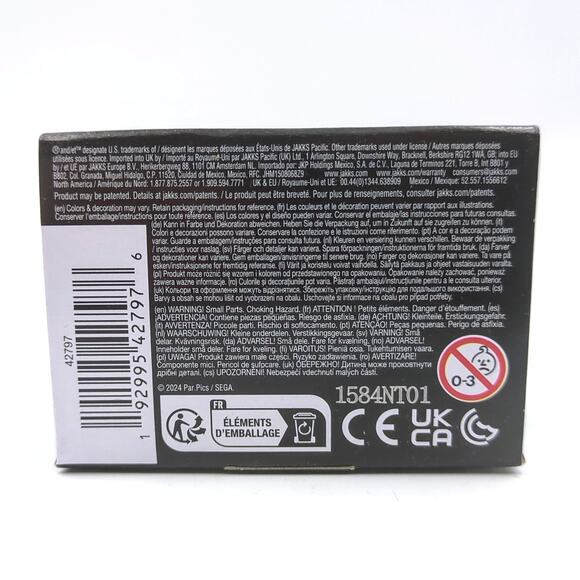 ®and/et™ designate U.S. trademarks of / désignent les marques déposées aux États-Unis de JAKKS Pacific. Other trademarks used under license. / Autres marques déposées
utilisées sous licence. Imported into UK by / Importé au Royaume-Uni par JAKKS Pacific (UK) Ltd., 1 Arlington Square, Downshire Way, Bracknell, Berkshire RG12 1WA, GB; into EU
by / et UE par JAKKS Europe B.V., Herikerbergweg 88, 1101 CM Amsterdam. Importado por: JKP Holdings Mexico, S.A. de C.V., Laguna de Terminos 221, Torre B, Int B801 y
B802, Col. Granada, Miguel Hidalgo, C.P. 11520, Cuidad de Mexico, Mexico, RFC, JHM1508068Z9 www.jakks.com www.jakks.com/warranty consumers@jakks.com
North America / Amérique du Nord: 1.877.875.2557 or 1.909.594.7771 UK & EU / Royaume-Uni et UE: 00.44(0)1344.638909 Mexico: 52.557.1556612
Product may be patented. Details at jakks.com/patents. / Ce produit peut être breveté. Pour plus d'informations, consulter jakks.com/patents.
(en) Colors & decoration may vary. Retain packaging/instructions for reference. (fr) Les couleurs et le décoration peuvent varier par rapport aux illustrations.
Conserver l'emballage/instructions pour toute référence. (es) Los colores y el diseño pueden variar. Guardar el embalaje/las instrucciones para futuras consultas.
(de) Kann in Farbe und Dekoration abweichen. Heben Sie die Verpackung auf, um in Zukunft auf sie zugreifen zu können. (it)
Colori e decorazioni possono variare. Conservare la confezione e le istruzioni come riferimento. (pt) A cor e a decoração podem
variar. Guarde a embalagem/instruções para consulta futura. (nl) Kleuren en versiering kunnen verschillen. Bewaar de verpakking
/instructies voor naslag. (sv) Färger och detaljer kan variera. Spara förpackningen/instruktionerna för framtida bruk. (da) Farver
og dekorationer kan variere. Gem emballagen/anvisningerne til senere brug. (no) Farger og dekorasjoner kan variere. Ta vare på
esken/instruksjonene for fremtidig referanse. (fi) Värit ja koristelu voivat vaihdella. Säilytä pakkaus ja ohjeet vastaisuuden
varalle. (pl) Produkt może różnić się wzorem i kolorem od przedstawionego na opakowaniu. Opakowanie należy zachować, ponieważ
zawiera ważne informacje. (ro) Culorile și decorațiunile pot varia. Păstrați ambalajul/instrucțiunile pentru a le consulta ulterior.
(uk) Кольори та оформлення можуть відрізнятись. Збережіть упаковку/інструкцію для подальшого використання. (cs)
Barvy a obsah se mohou lišit od vyobrazení na obalu. Uschovejte si informace na obalu pro případ potřeby.
(en) WARNING! Small Parts. Choking Hazard. (fr) ATTENTION ! Petits éléments. Danger d'étouffement. (es)
¡ADVERTENCIA! Contiene piezas pequeñas. Riesgo de asfixia. (de) ACHTUNG! Kleine Teile. Erstickungsgefahr.
(it) AVVERTENZA! Piccole parti. Rischio di soffocamento. (pt) ATENÇÃO! Peças pequenas. Perigo de asfixia.
(nl) WAARSCHUWING! Kleine onderdelen. Verstikkingsgevaar. (sv) VARNING! Små
delar. Kvävningsrisk. (da) ADVARSEL! Små dele. Fare for kvælning. (no) ADVARSEL!
Inneholder små deler. Fare for kveling. (fi) VAROITUS! Pieniä osia. Tukehtumisvaara.
(pl) UWAGA! Produkt zawiera małe części. Ryzyko zadławienia. (ro) AVERTIZARE!
Componente mici. Pericol de sufocare. (uk) ОБЕРЕЖНО! Може містити
дрібні деталі. (cs) UPOZORNĚNÍ! Nebezpečí vdechnutí malých částí.
© 2024 Par.Pics / SEGA.
42797
1 92995 42797 6
FR
ÉLÉMENTS
D'EMBALLAGE
1584NT01
0-3
CE UK
CA